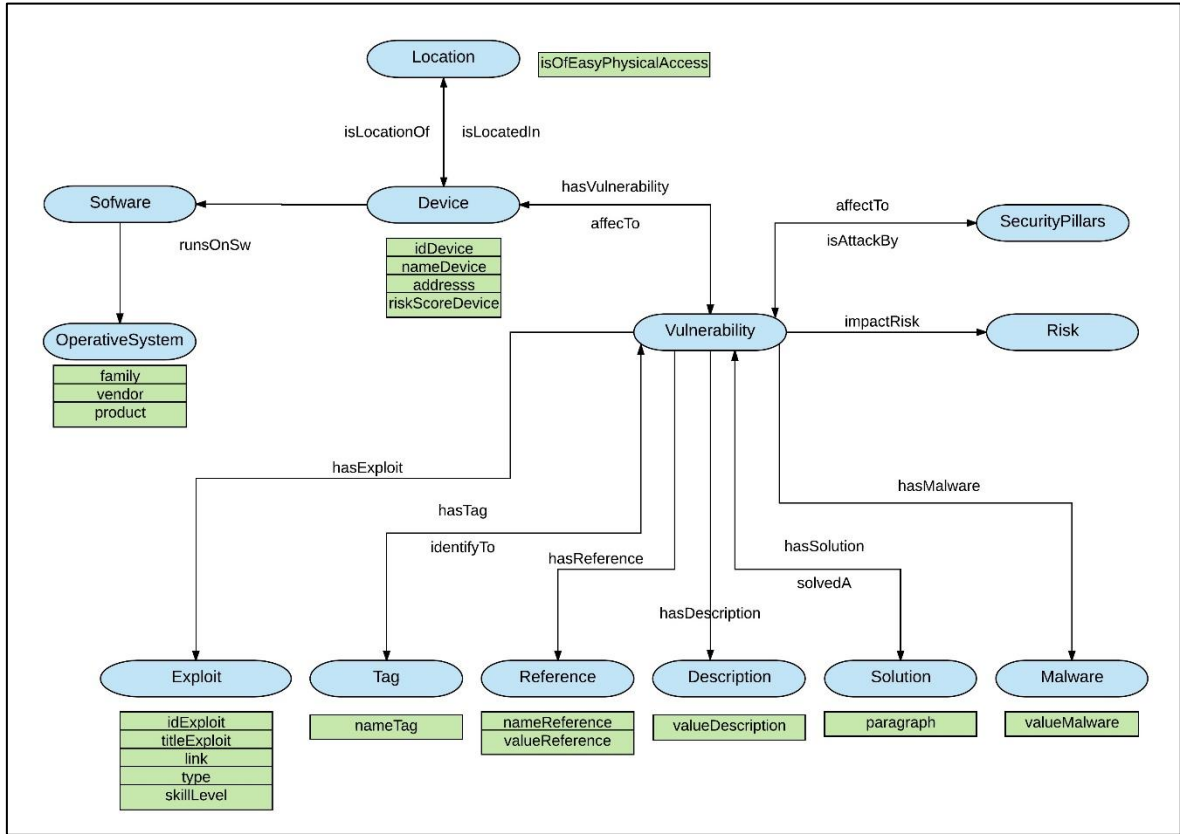 Location
isOfEasyPhysicalAccess
isLocationOf
isLocatedIn
Sofware
Device
hasVulnerability
affecTo
affectTo
isAttackBy
SecurityPillars
runsOnSw
idDevice
nameDevice
addresss
riskScoreDevice
OperativeSystem
family
vendor
product
Vulnerability
impactRisk
Risk
hasExploit
hasTag
identifyTo
hasReference
hasDescription
hasSolution
solvedA
hasMalware
Exploit
Tag
Reference
Description
Solution
Malware
idExploit
titleExploit
link
type
skillLevel
nameTag
nameReference
valueReference
valueDescription
paragraph
valueMalware